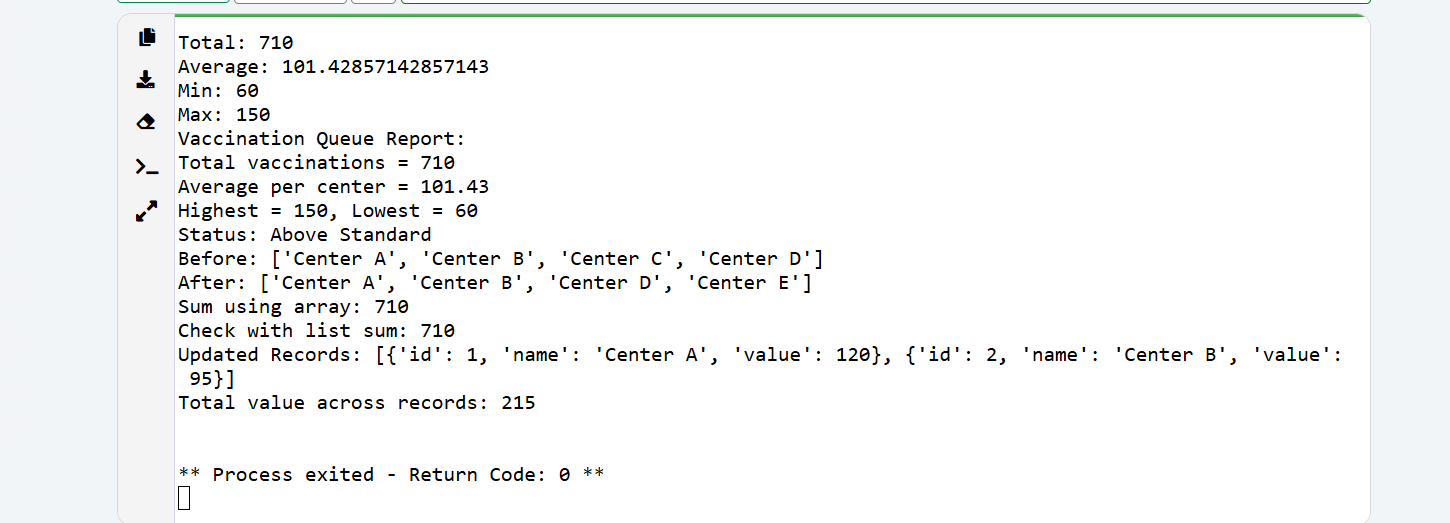 Total: 710
Average: 101.42857142857143
Min: 60
Max: 150
Vaccination Queue Report:
Total vaccinations = 710
Average per center = 101.43
Highest = 150, Lowest = 60
Status: Above Standard
Before: ['Center A', 'Center B', 'Center C', 'Center D']
After: ['Center A', 'Center B', 'Center D', 'Center E']
Sum using array: 710
Check with list sum: 710
Updated Records: [{'id': 1, 'name': 'Center A', 'value': 120}, {'id': 2, 'name': 'Center B', 'value':
95}]
Total value across records: 215
** Process exited - Return Code: 0 **